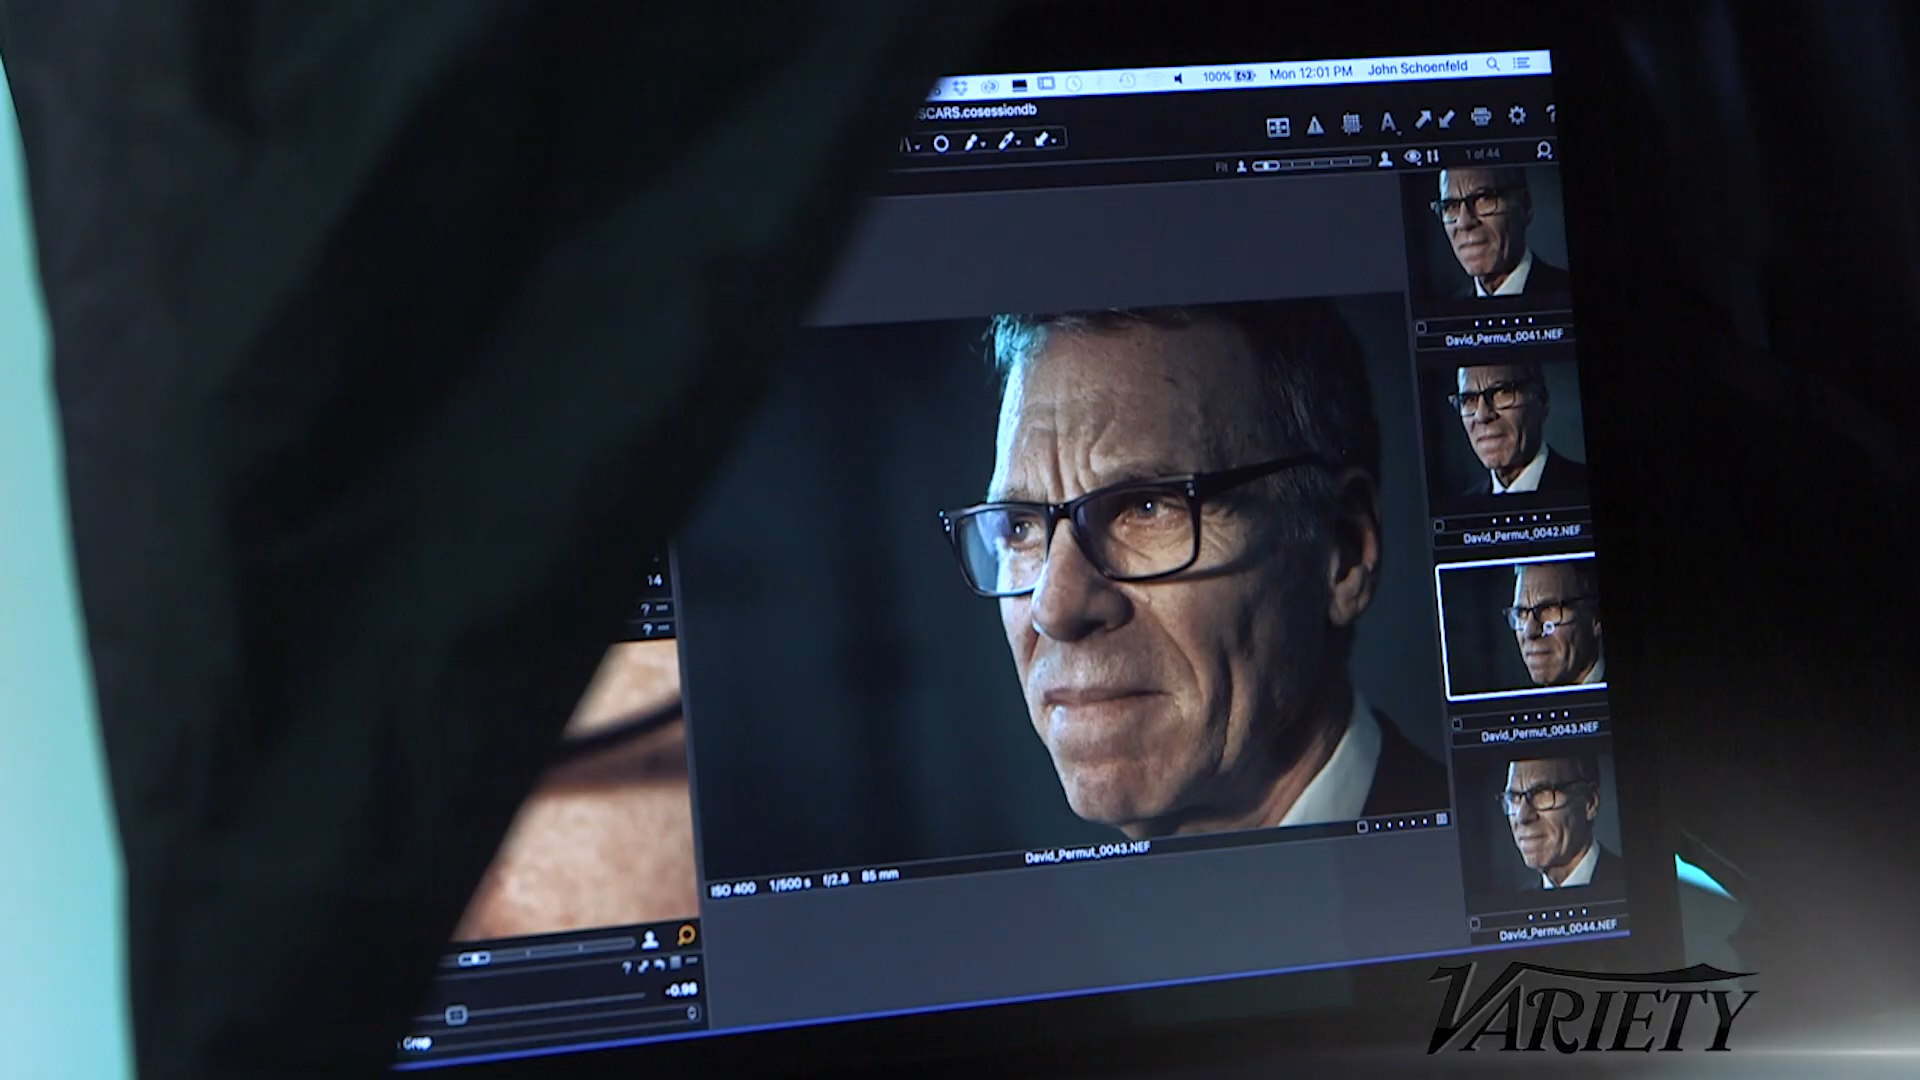 100% Mon 12:01 PM John Schoenfeld
SCARS.cosessiondb
Fit 1 of 44
David_Permut_0041.NEF
David_Permut_0042.NEF
14
David_Permut_0043.NEF
David_Permut_0043.NEF
ISO 400 1/500 s f/2.8 85 mm
David_Permut_0044.NEF
-0.98
Crop
VARIETY